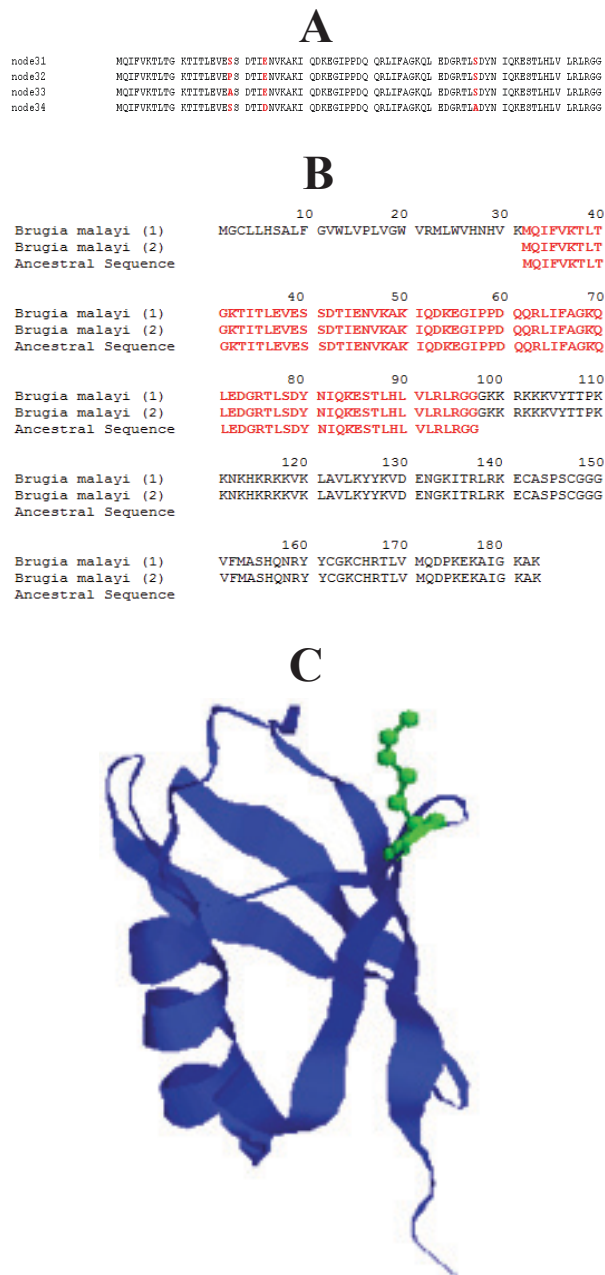 A
node31 MQIFVKTLTG KTITLEVESS DTIENVKAKI QDKEGIPPDQ QRLIFAGKQL EDGRTLSDYN IQKESTLHLV LRLRGG
node32 MQIFVKTLTG KTITLEVEPS DTIENVKAKI QDKEGIPPDQ QRLIFAGKQL EDGRTLSDYN IQKESTLHLV LRLRGG
node33 MQIFVKTLTG KTITLEVEAS DTIENVKAKI QDKEGIPPDQ QRLIFAGKQL EDGRTLSDYN IQKESTLHLV LRLRGG
node34 MQIFVKTLTG KTITLEVESS DTIDNVKAKI QDKEGIPPDQ QRLIFAGKQL EDGRTLADYN IQKESTLHLV LRLRGG
B
10 20 30 40
Brugia malayi (1) MGCLLHSALF GVWLVPLVGW VRMLWVHNHV KMQIFVKTLT
Brugia malayi (2) MQIFVKTLT
Ancestral Sequence MQIFVKTLT
40 50 60 70
Brugia malayi (1) GKTITLEVES SDTIENVKAK IQDKEGIPPD QQRLIFAGKQ
Brugia malayi (2) GKTITLEVES SDTIENVKAK IQDKEGIPPD QQRLIFAGKQ
Ancestral Sequence GKTITLEVES SDTIENVKAK IQDKEGIPPD QQRLIFAGKQ
80 90 100 110
Brugia malayi (1) LEDGRTLSDY NIQKESTLHL VLRLRGGGKK RKKKVYTTPK
Brugia malayi (2) LEDGRTLSDY NIQKESTLHL VLRLRGGGKK RKKKVYTTPK
Ancestral Sequence LEDGRTLSDY NIQKESTLHL VLRLRGG
120 130 140 150
Brugia malayi (1) KNKHKRKKVK LAVLKYYKVD ENGKITRLRK ECASPSCGGG
Brugia malayi (2) KNKHKRKKVK LAVLKYYKVD ENGKITRLRK ECASPSCGGG
Ancestral Sequence
160 170 180
Brugia malayi (1) VFMASHQNRY YCGKCHRTLV MQDPKEKAIG KAK
Brugia malayi (2) VFMASHQNRY YCGKCHRTLV MQDPKEKAIG KAK
Ancestral Sequence
C